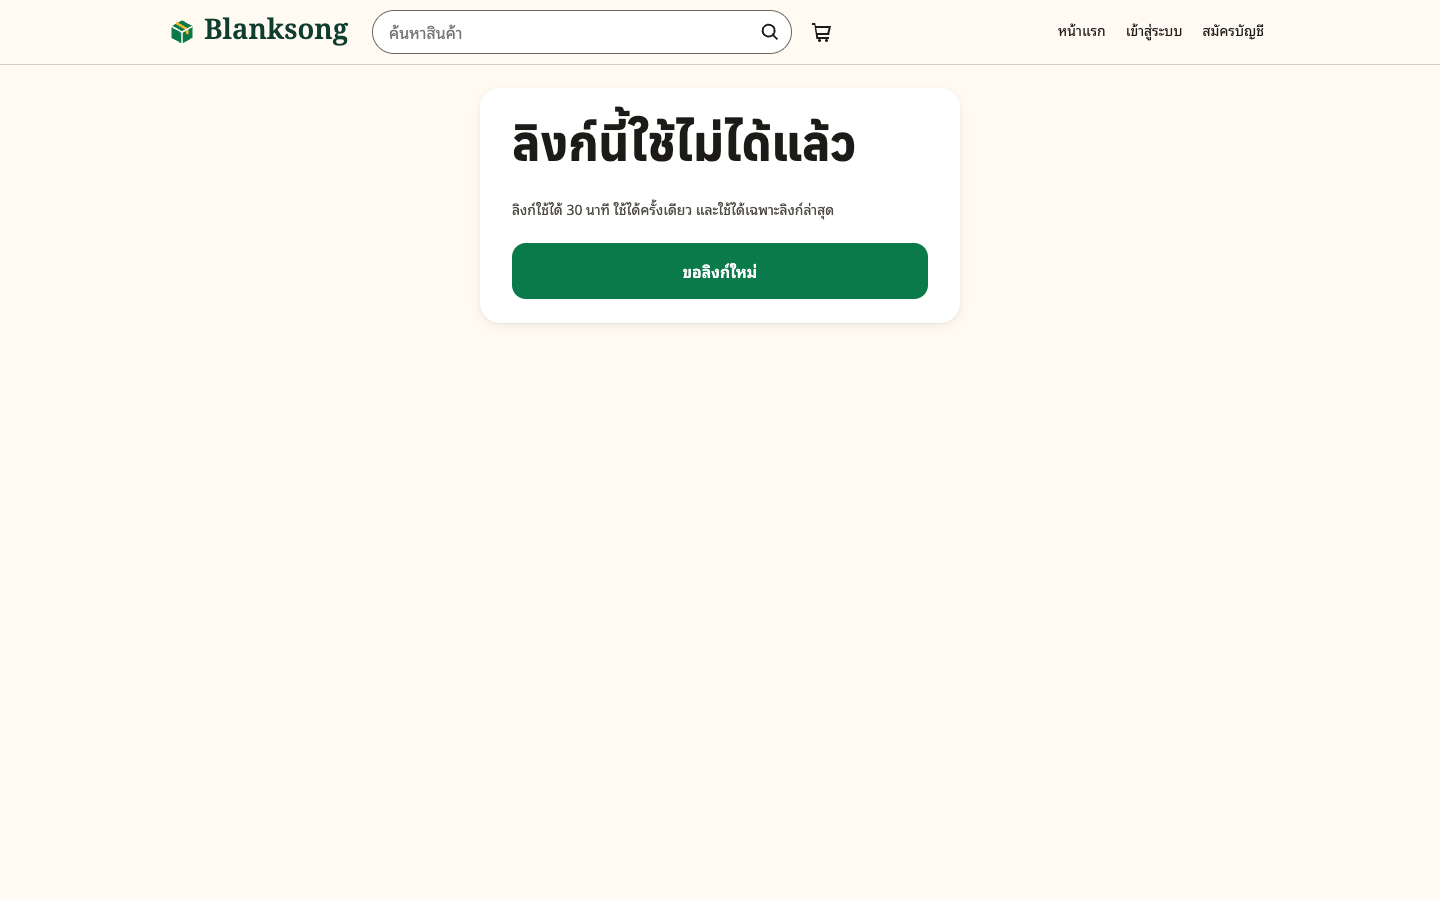 Blanksong
ค้นหาสินค้า
หน้าแรก
เข้าสู่ระบบ
สมัครบัญชี
ลิงก์นี้ใช้ไม่ได้แล้ว
ลิงก์ใช้ได้ 30 นาที ใช้ได้ครั้งเดียว และใช้ได้เฉพาะลิงก์ล่าสุด
ขอลิงก์ใหม่